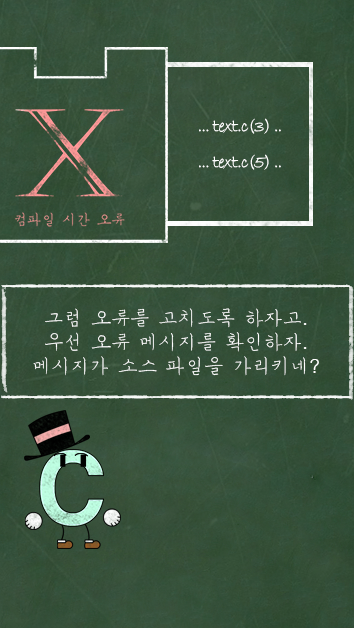 X
컴파일 시간 오류
... text.c(3) ..
... text.c(5) ..
그럼 오류를 고치도록 하자고.
우선 오류 메시지를 확인하자.
메시지가 소스 파일을 가리키네?
C